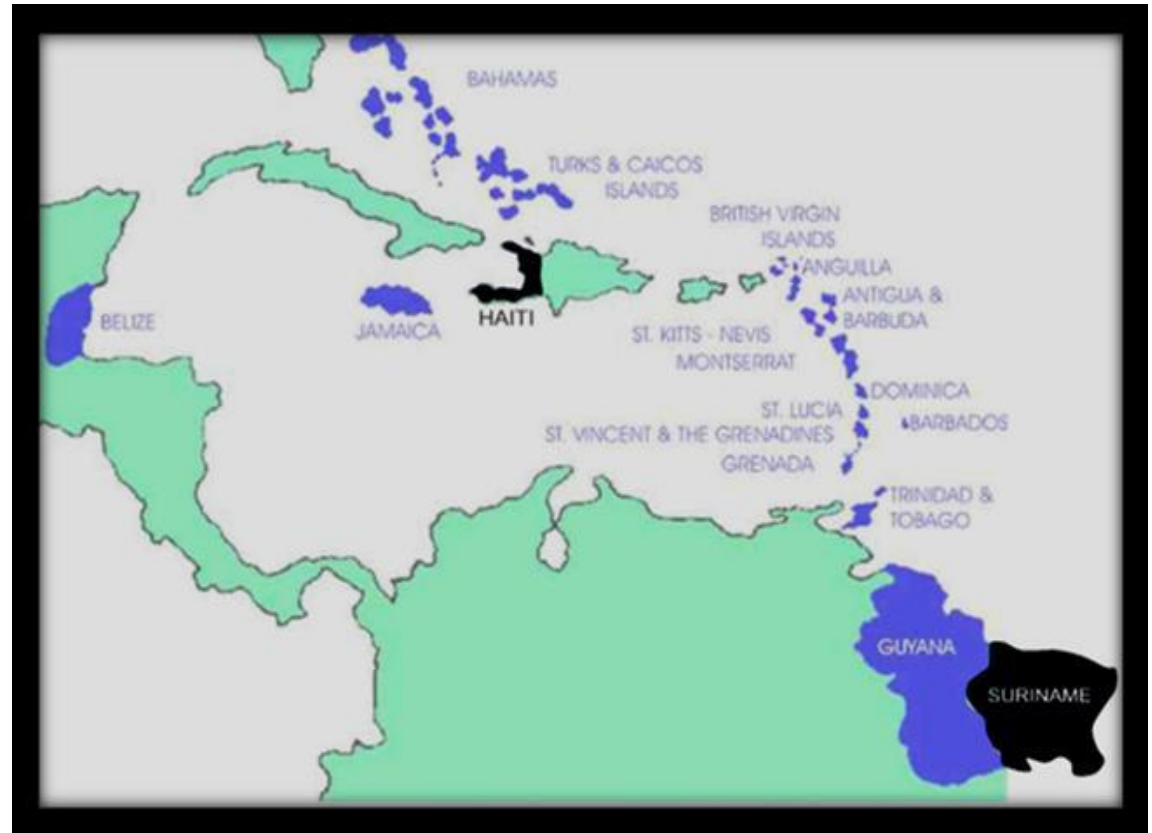 BAHAMAS
TURKS & CAICOS
ISLANDS
BRITISH VIRGIN
ISLANDS
ANGUILLA
ANTIGUA &
BARBUDA
BELIZE
JAMAICA
HAITI
ST. KITTS - NEVIS
MONTSERRAT
DOMINICA
ST. LUCIA
BARBADOS
ST. VINCENT & THE GRENADINES
GRENADA
TRINIDAD &
TOBAGO
GUYANA
SURINAME